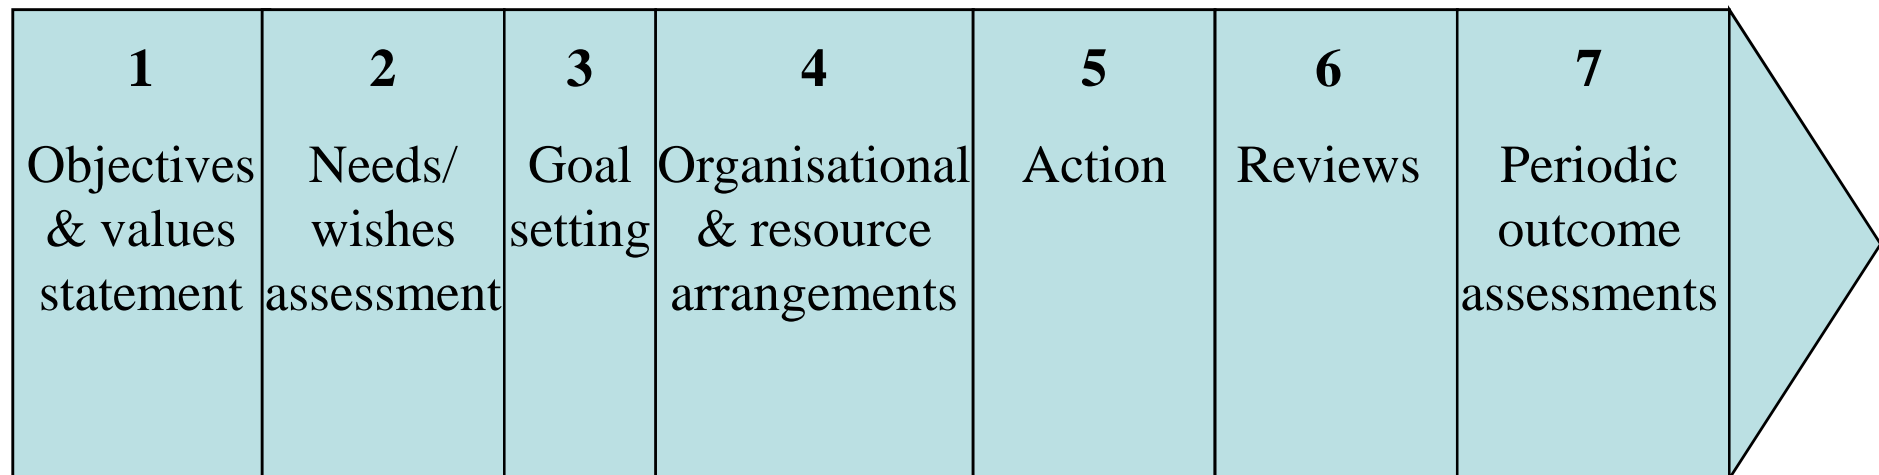 1
Objectives
& values
statement
2
Needs/
wishes
assessment
3
Goal
setting
4
Organisational
& resource
arrangements
5
Action
6
Reviews
7
Periodic
outcome
assessments